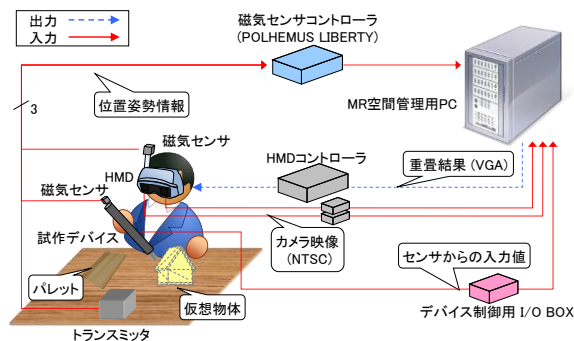 出力
入力
磁気センサコントローラ
(POLHEMUS LIBERTY)
3
位置姿勢情報
MR空間管理用PC
磁気センサ
HMD
HMDコントローラ
重畳結果 (VGA)
磁気センサ
試作デバイス
カメラ映像
(NTSC)
センサからの入力値
パレット
仮想物体
デバイス制御用 I/O BOX
トランスミッタ